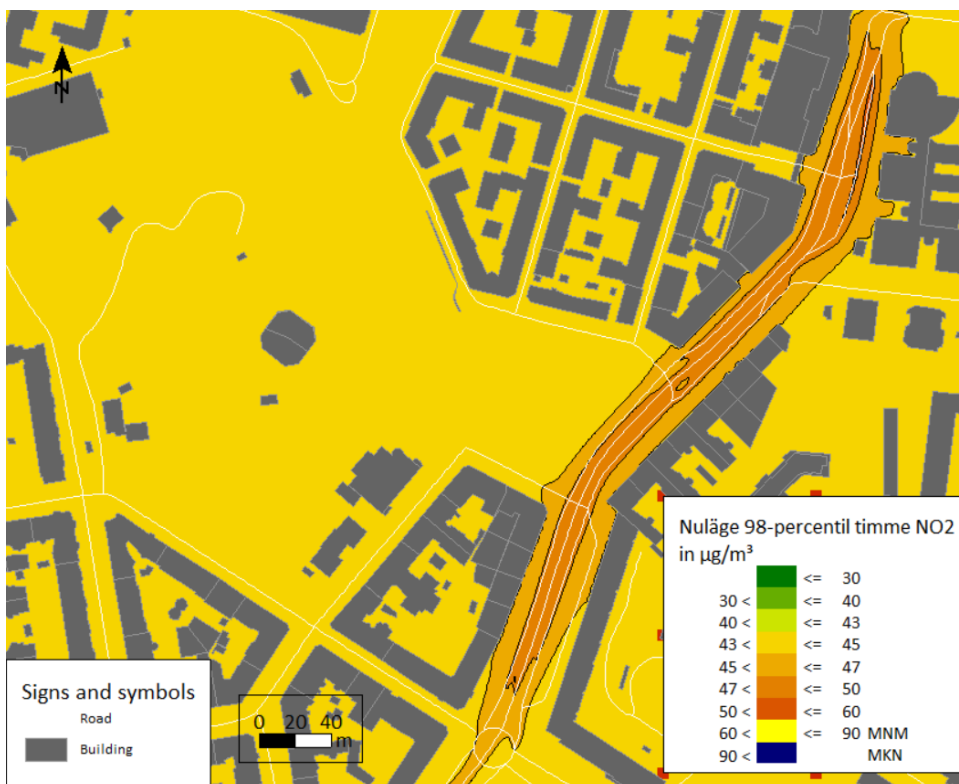 N
Nuläge 98-percentil timme NO2
in µg/m³
<= 30
30 < <= 40
40 < <= 43
43 < <= 45
45 < <= 47
47 < <= 50
50 < <= 60
60 < <= 90 MNM
90 < MKN
Signs and symbols
Road
Building
0 20 40
m